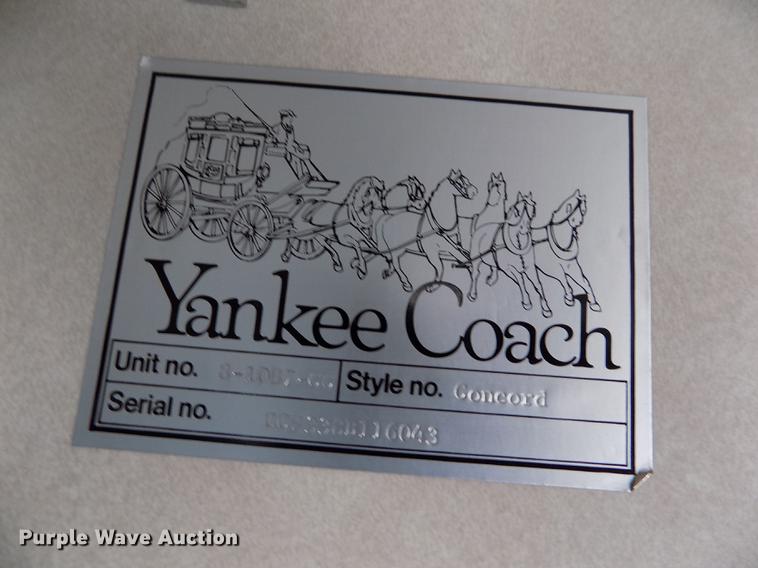 Yankee Coach
Unit no.
Style no. Concord
Serial no.
Purple Wave Auction